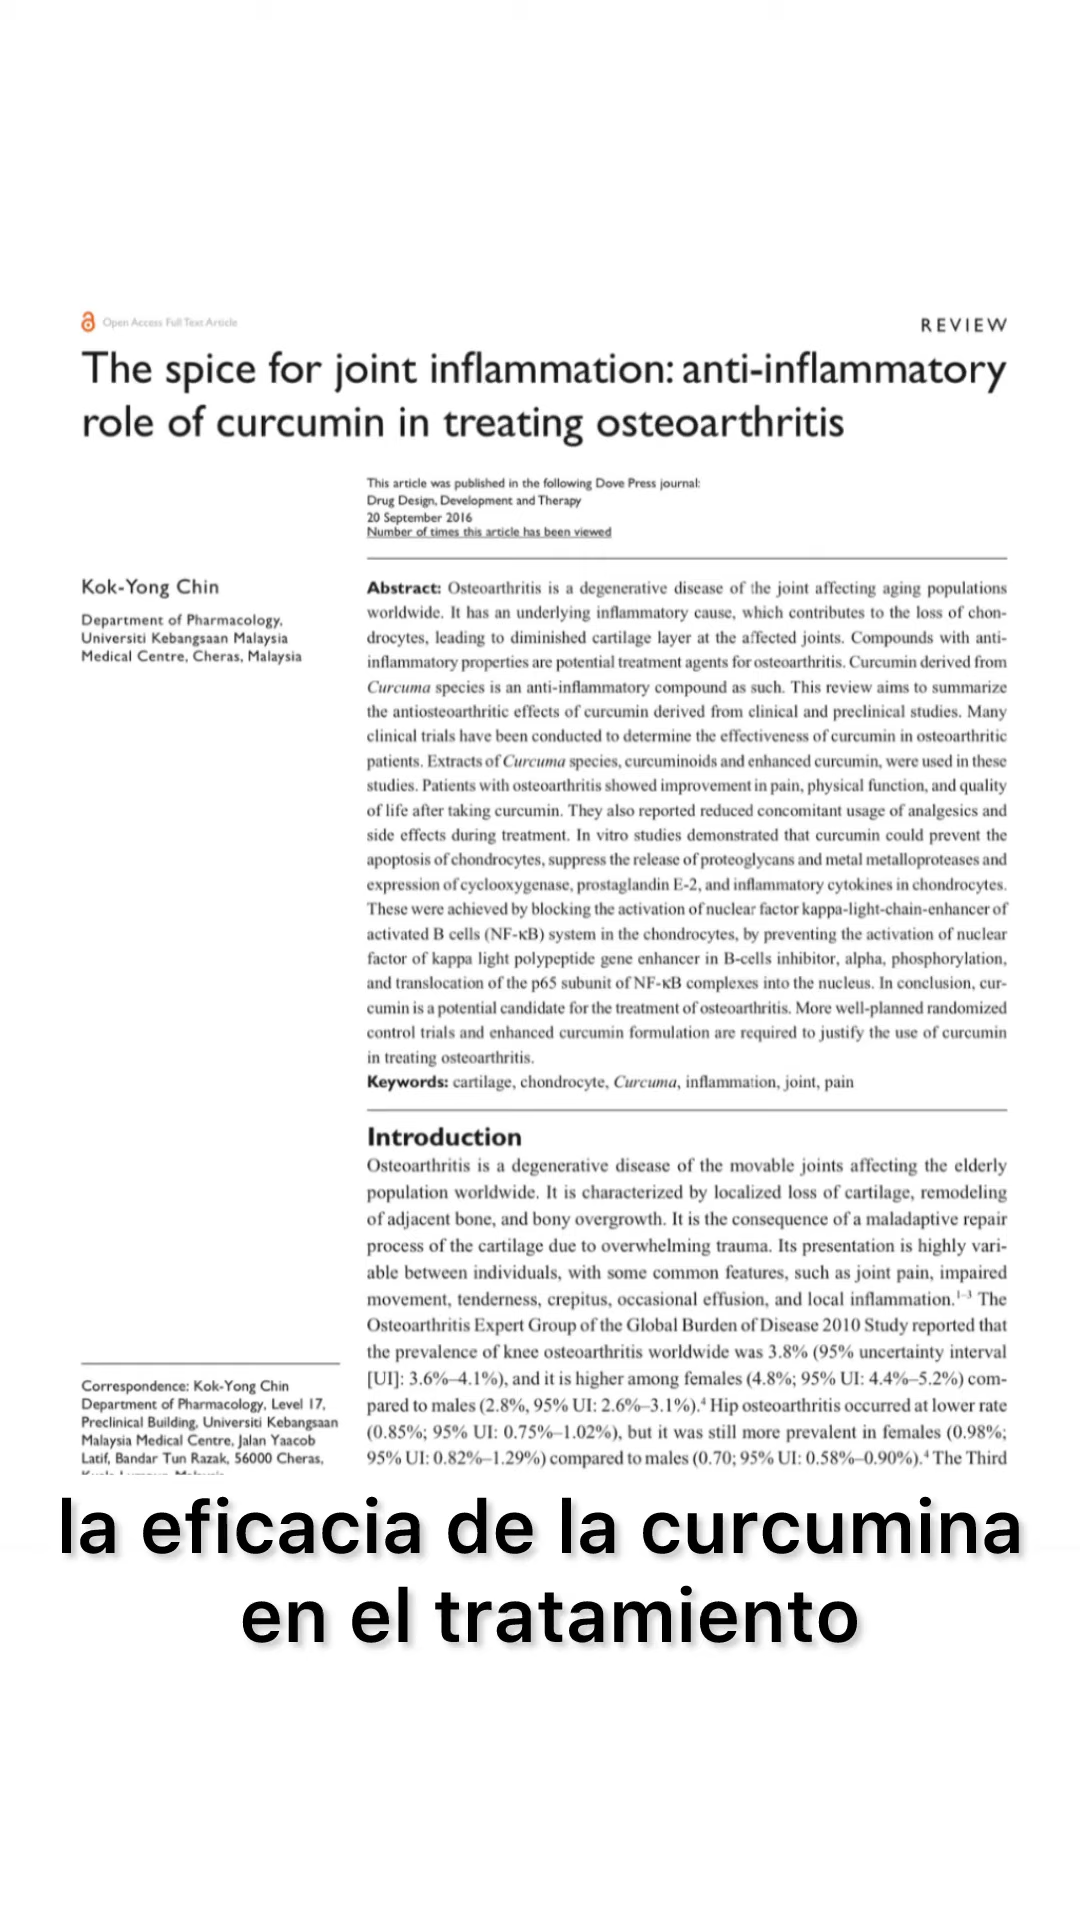 Open Access Full Text Article
REVIEW
The spice for joint inflammation: anti-inflammatory
role of curcumin in treating osteoarthritis
This article was published in the following Dove Press journal:
Drug Design, Development and Therapy
20 September 2016
Number of times this article has been viewed
Kok-Yong Chin
Department of Pharmacology,
Universiti Kebangsaan Malaysia
Medical Centre, Cheras, Malaysia
Abstract: Osteoarthritis is a degenerative disease of the joint affecting aging populations
worldwide. It has an underlying inflammatory cause, which contributes to the loss of chon-
drocytes, leading to diminished cartilage layer at the affected joints. Compounds with anti-
inflammatory properties are potential treatment agents for osteoarthritis. Curcumin derived from
Curcuma species is an anti-inflammatory compound as such. This review aims to summarize
the antiosteoarthritic effects of curcumin derived from clinical and preclinical studies. Many
clinical trials have been conducted to determine the effectiveness of curcumin in osteoarthritic
patients. Extracts of Curcuma species, curcuminoids and enhanced curcumin, were used in these
studies. Patients with osteoarthritis showed improvement in pain, physical function, and quality
of life after taking curcumin. They also reported reduced concomitant usage of analgesics and
side effects during treatment. In vitro studies demonstrated that curcumin could prevent the
apoptosis of chondrocytes, suppress the release of proteoglycans and metal metalloproteases and
expression of cyclooxygenase, prostaglandin E-2, and inflammatory cytokines in chondrocytes.
These were achieved by blocking the activation of nuclear factor kappa-light-chain-enhancer of
activated B cells (NF-κB) system in the chondrocytes, by preventing the activation of nuclear
factor of kappa light polypeptide gene enhancer in B-cells inhibitor, alpha, phosphorylation,
and translocation of the p65 subunit of NF-κB complexes into the nucleus. In conclusion, cur-
cumin is a potential candidate for the treatment of osteoarthritis. More well-planned randomized
control trials and enhanced curcumin formulation are required to justify the use of curcumin
in treating osteoarthritis.
Keywords: cartilage, chondrocyte, Curcuma, inflammation, joint, pain
Introduction
Osteoarthritis is a degenerative disease of the movable joints affecting the elderly
population worldwide. It is characterized by localized loss of cartilage, remodeling
of adjacent bone, and bony overgrowth. It is the consequence of a maladaptive repair
process of the cartilage due to overwhelming trauma. Its presentation is highly vari-
able between individuals, with some common features, such as joint pain, impaired
movement, tenderness, crepitus, occasional effusion, and local inflammation.1–3 The
Osteoarthritis Expert Group of the Global Burden of Disease 2010 Study reported that
the prevalence of knee osteoarthritis worldwide was 3.8% (95% uncertainty interval
[UI]: 3.6%–4.1%), and it is higher among females (4.8%; 95% UI: 4.4%–5.2%) com-
pared to males (2.8%, 95% UI: 2.6%–3.1%).4 Hip osteoarthritis occurred at lower rate
(0.85%; 95% UI: 0.75%–1.02%), but it was still more prevalent in females (0.98%;
95% UI: 0.82%–1.29%) compared to males (0.70; 95% UI: 0.58%–0.90%).4 The Third
Correspondence: Kok-Yong Chin
Department of Pharmacology, Level 17,
Preclinical Building, Universiti Kebangsaan
Malaysia Medical Centre, Jalan Yaacob
Latif, Bandar Tun Razak, 56000 Cheras,
la eficacia de la curcumina
en el tratamiento